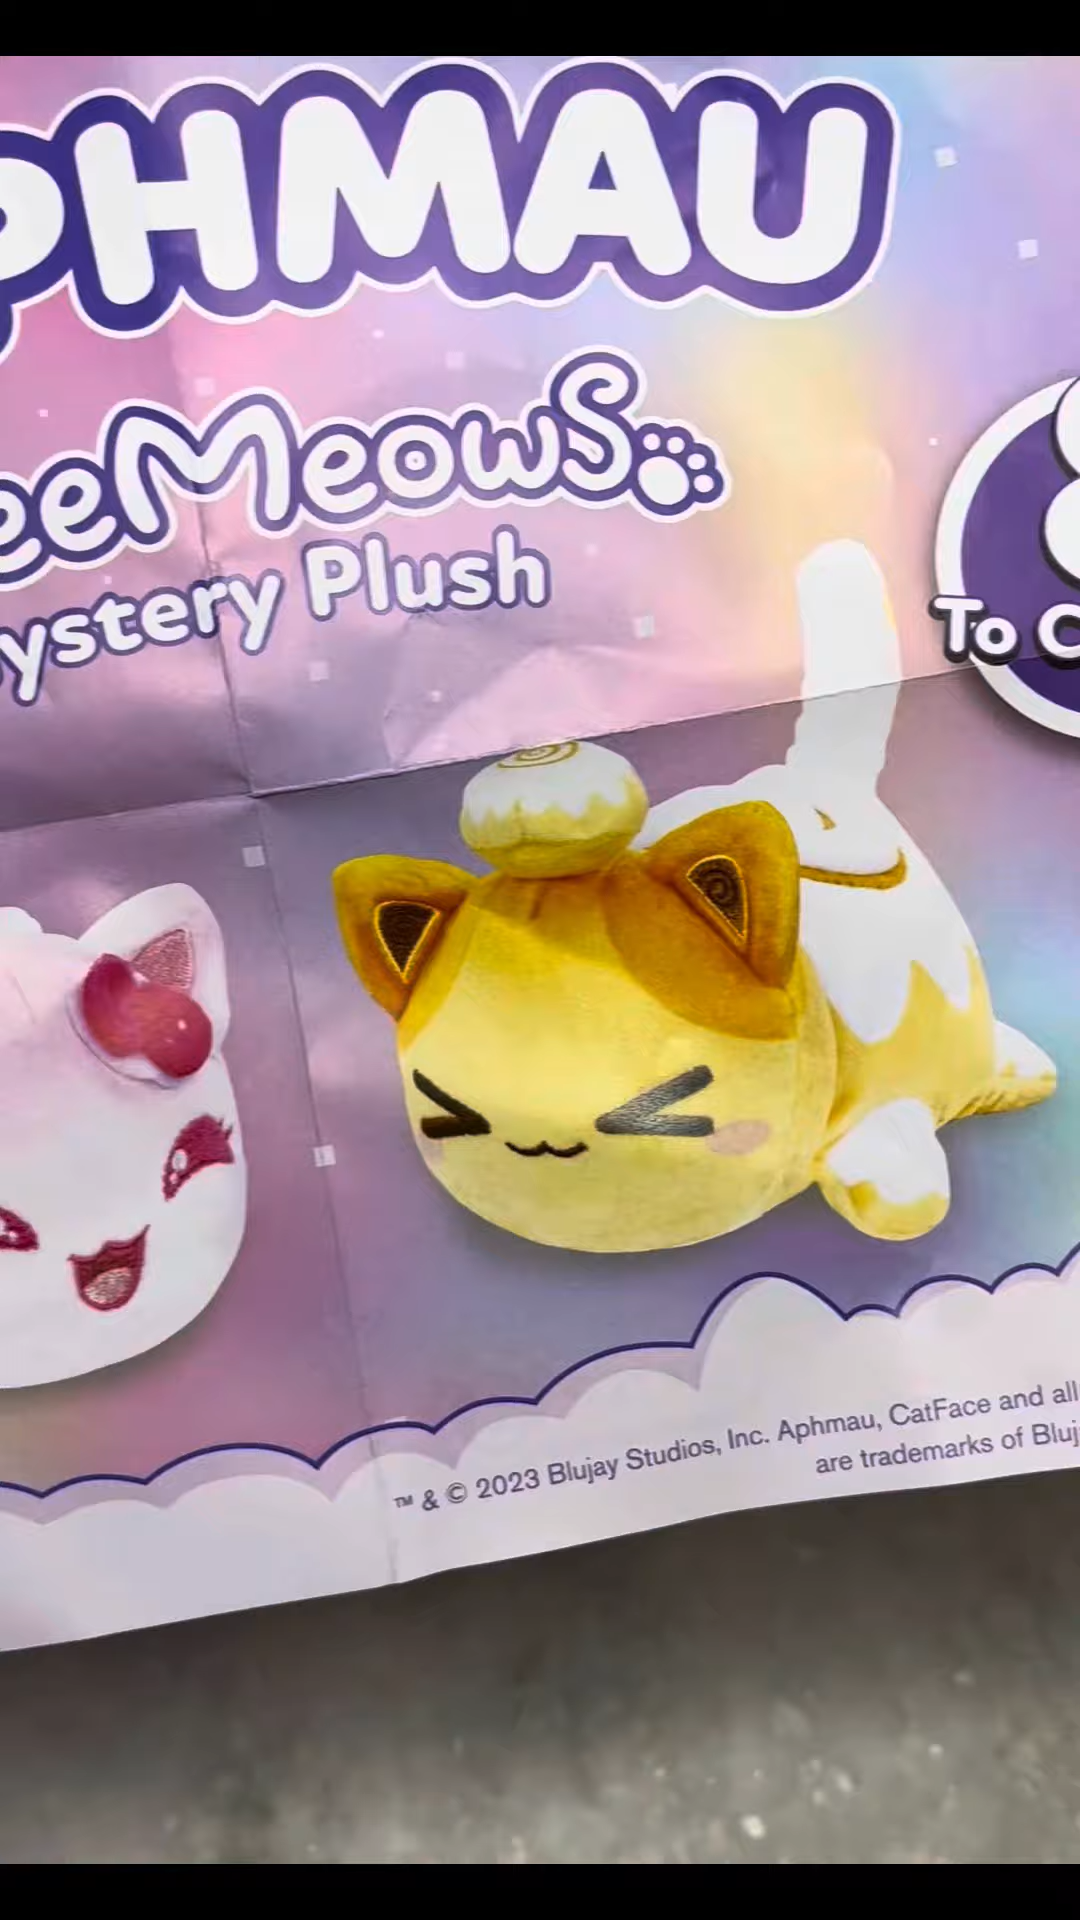 PHMAU
eeMeows
ystery Plush
To C
™ & © 2023 Blujay Studios, Inc. Aphmau, CatFace and all
are trademarks of Bluj